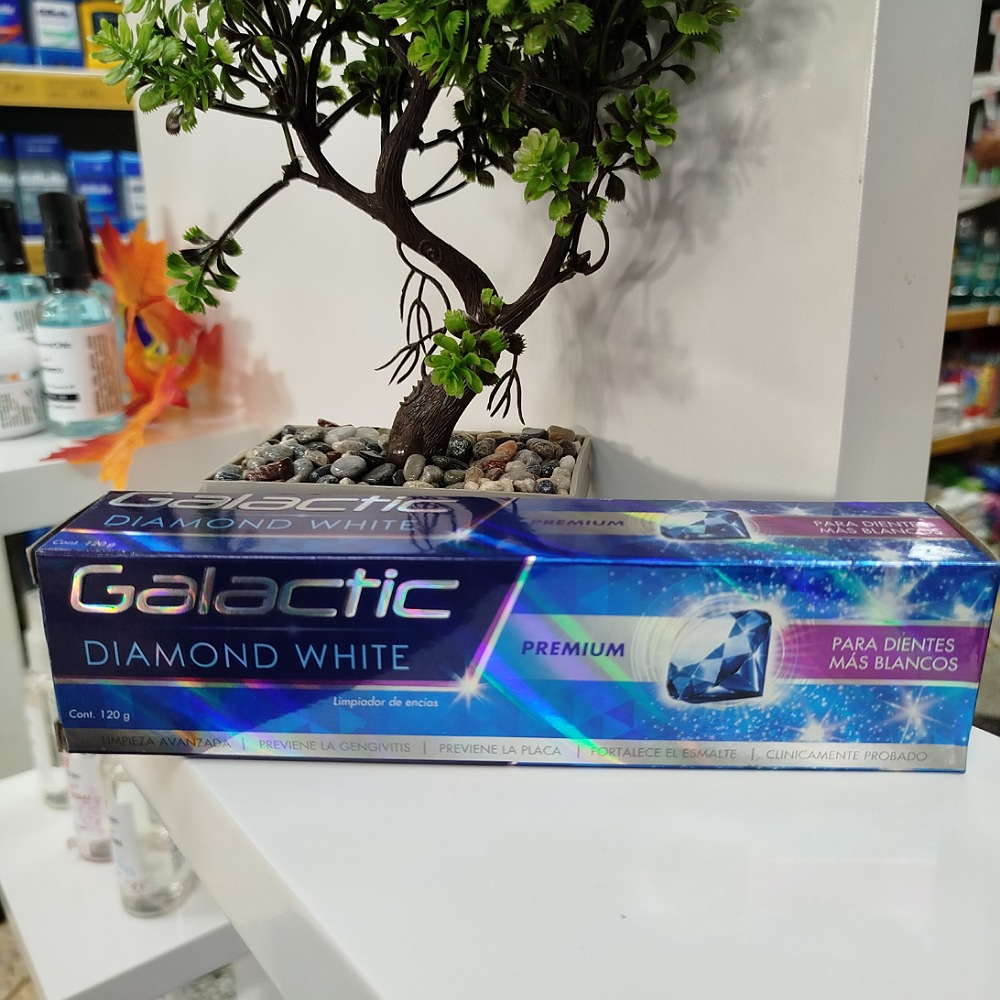 Galactic
DIAMOND WHITE
Cont. 120 g
PREMIUM
PARA DIENTES
MÁS BLANCOS
Galactic
DIAMOND WHITE
PREMIUM
PARA DIENTES
MÁS BLANCOS
Limpiador de encias
Cont. 120 g
LIMPIEZA AVANZADA | PREVIENE LA GENGIVITIS | PREVIENE LA PLACA | FORTALECE EL ESMALTE | CLINICAMENTE PROBADO